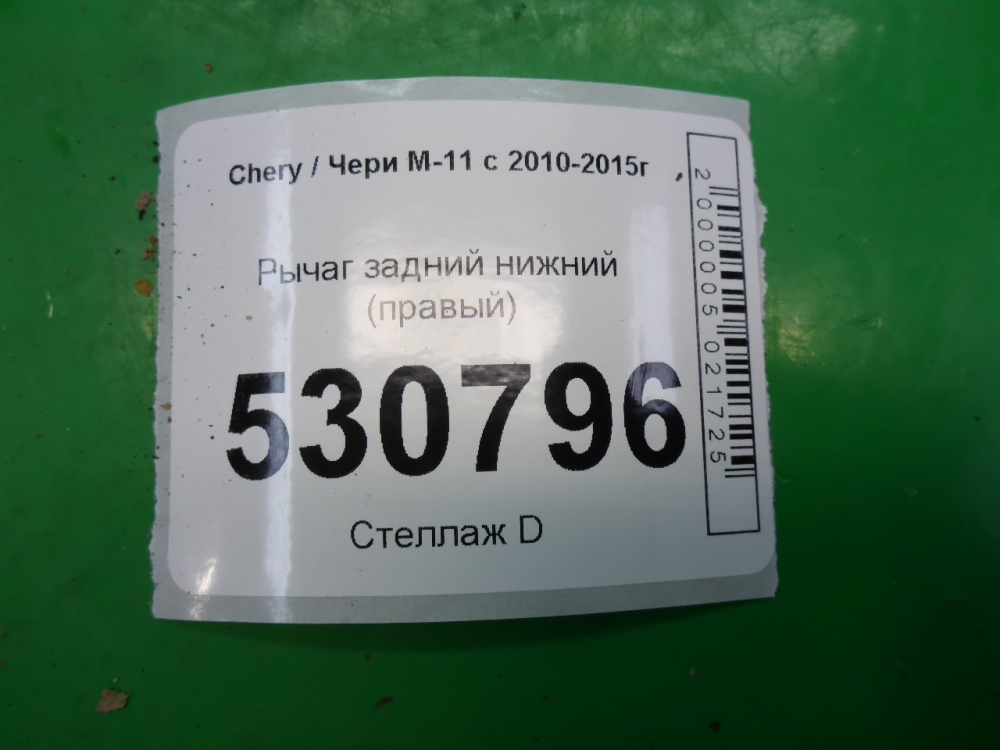 Chery / Чери М-11 с 2010-2015г ,
Рычаг задний нижний
(правый)
530796
Стеллаж D
2000005021725